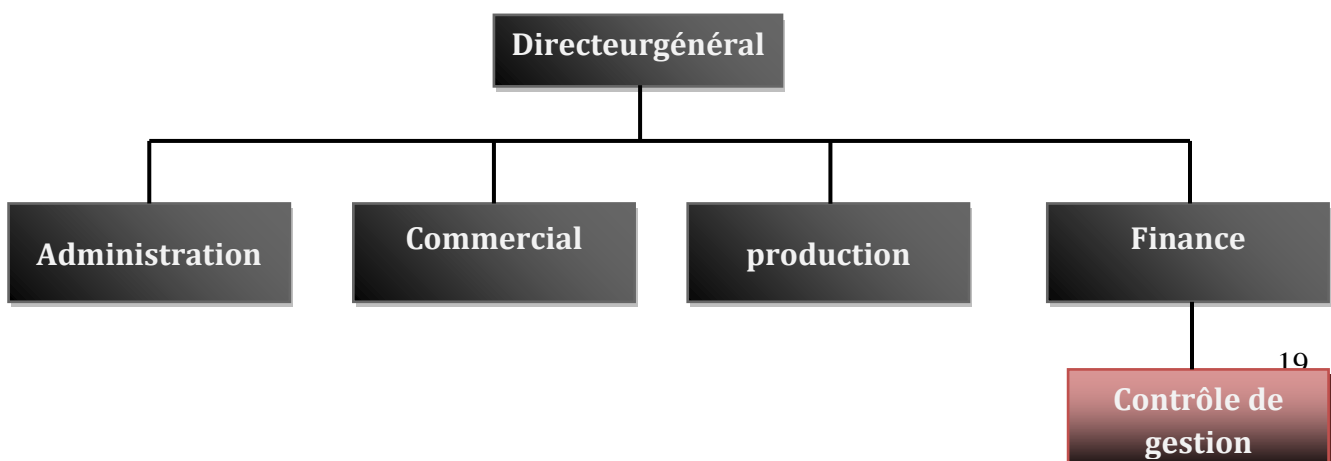 Directeurgénéral
Administration
Commercial
production
Finance
19
Contrôle de
gestion